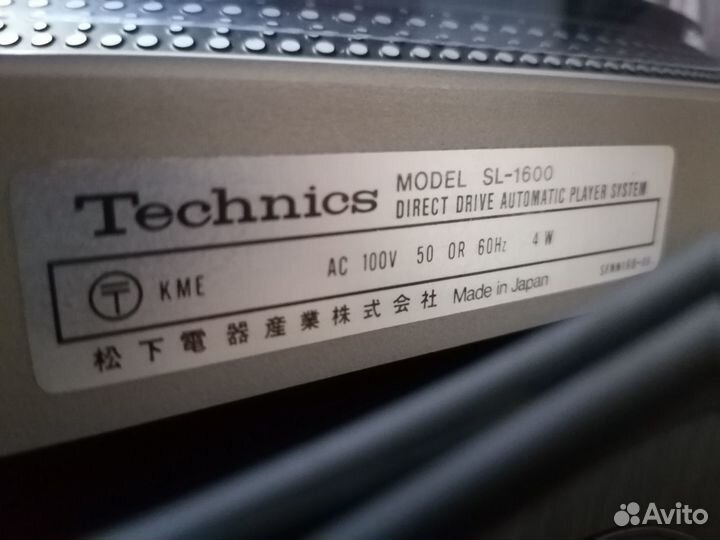 Technics MODEL SL-1600
DIRECT DRIVE AUTOMATIC PLAYER SYSTEM
〒 KME AC 100V 50 OR 60Hz 4W
松下電器産業株式会社 Made in Japan
Avito